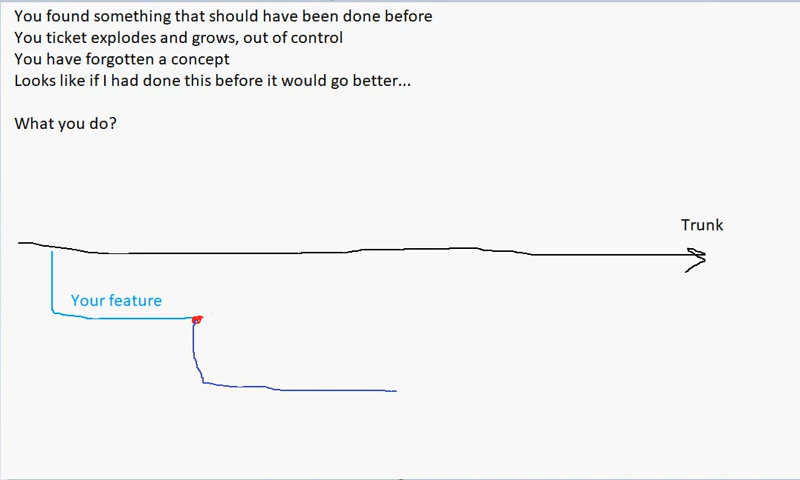 You found something that should have been done before
You ticket explodes and grows, out of control
You have forgotten a concept
Looks like if I had done this before it would go better...
What you do?
Trunk
Your feature